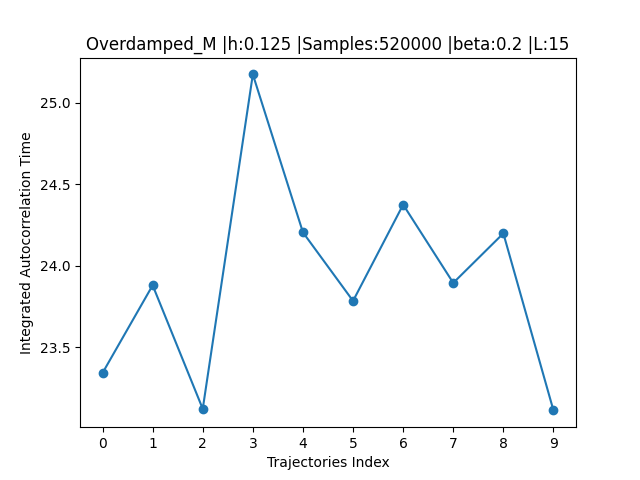 Overdamped_M |h:0.125 |Samples:520000 |beta:0.2 |L:15
Integrated Autocorrelation Time
25.0
24.5
24.0
23.5
0 1 2 3 4 5 6 7 8 9
Trajectories Index